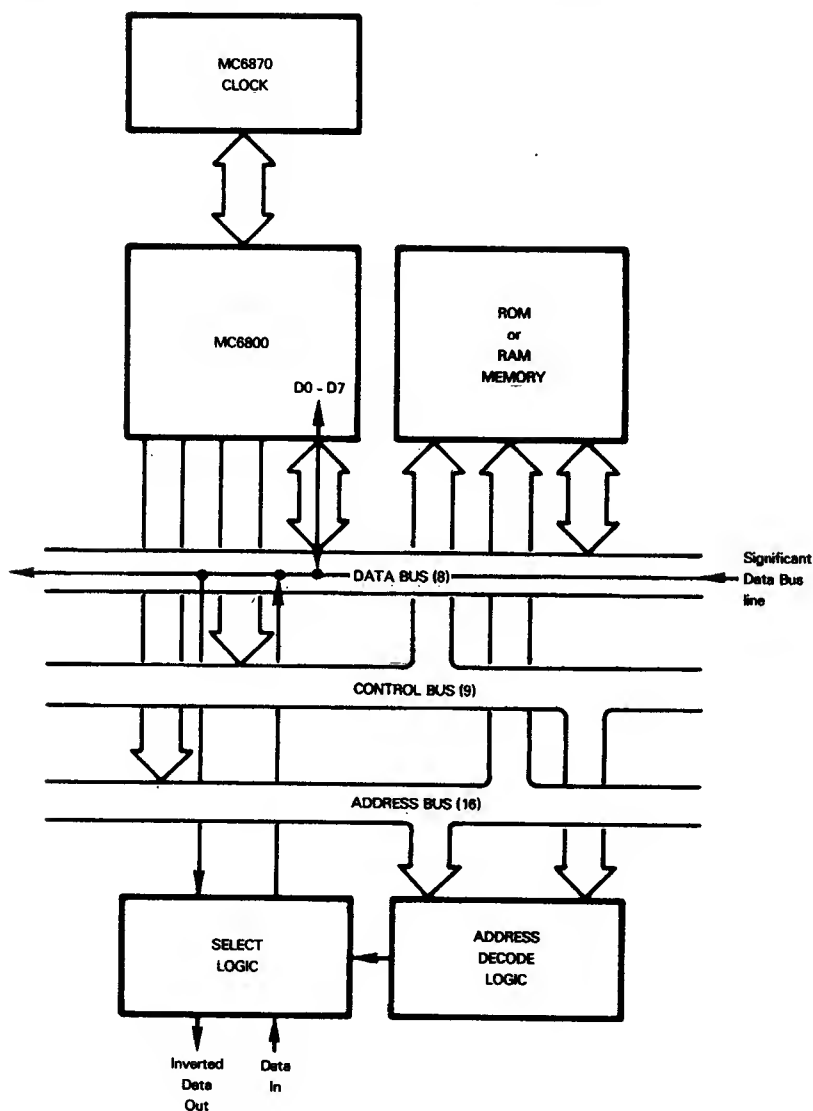 MC6870
CLOCK
MC6800
D0 - D7
ROM
or
RAM
MEMORY
DATA BUS (8)
Significant
Data Bus
line
CONTROL BUS (9)
ADDRESS BUS (16)
SELECT
LOGIC
ADDRESS
DECODE
LOGIC
Inverted
Data
Out
Data
In